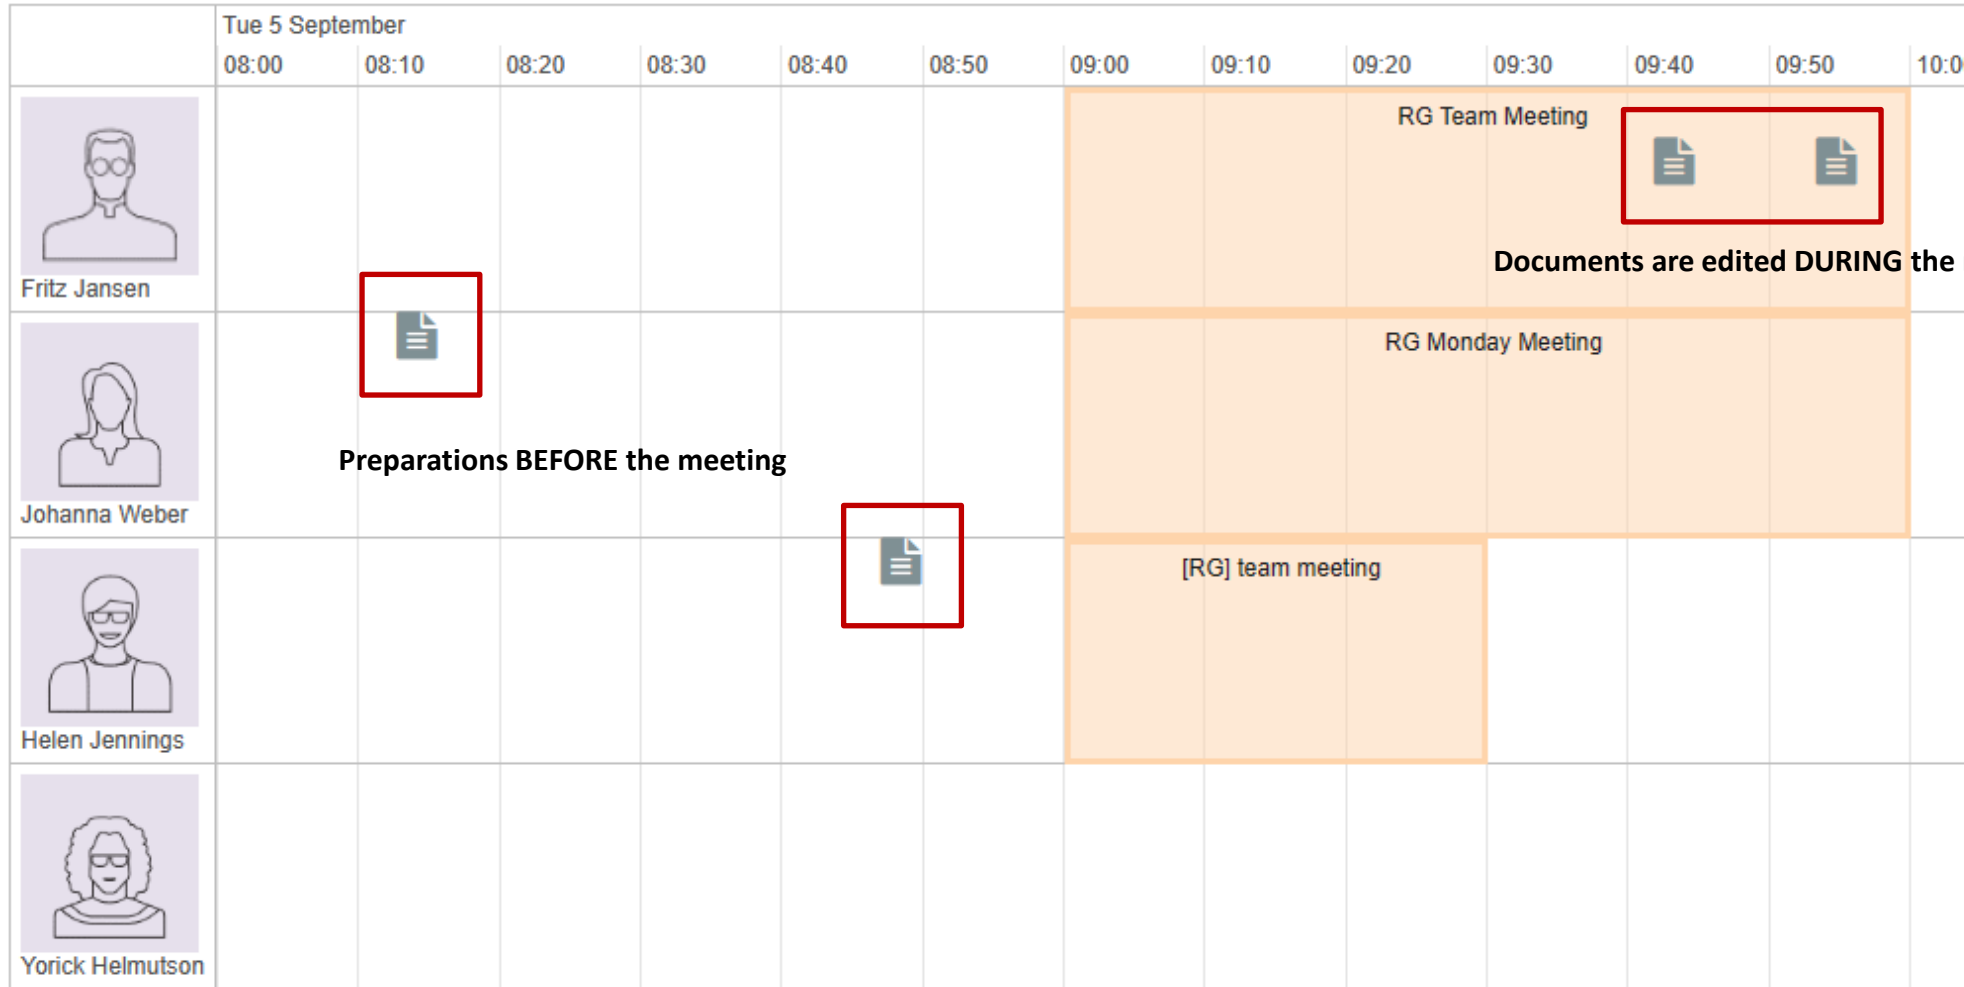 Tue 5 September
08:00 08:10 08:20 08:30 08:40 08:50 09:00 09:10 09:20 09:30 09:40 09:50 10:0
RG Team Meeting
Documents are edited DURING the
Fritz Jansen
RG Monday Meeting
Preparations BEFORE the meeting
Johanna Weber
[RG] team meeting
Helen Jennings
Yorick Helmutson